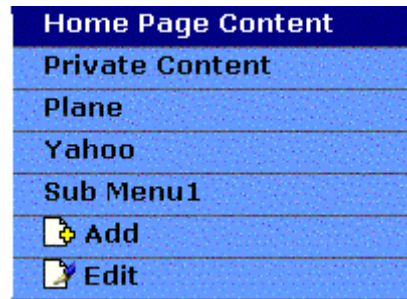 Home Page Content
Private Content
Plane
Yahoo
Sub Menu1
Add
Edit